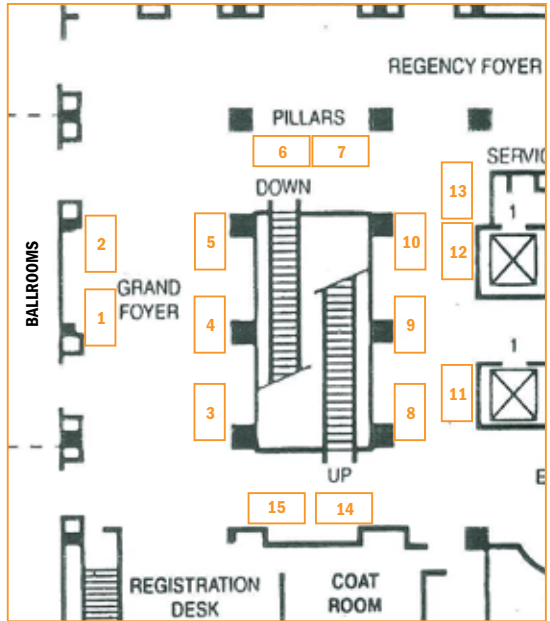 REGENCY FOYER
PILLARS
6
7
SERVIC
DOWN
13
1
2
5
10
12
BALLROOMS
GRAND
FOYER
1
4
9
1
11
3
8
UP
E
15
14
REGISTRATION
DESK
COAT
ROOM